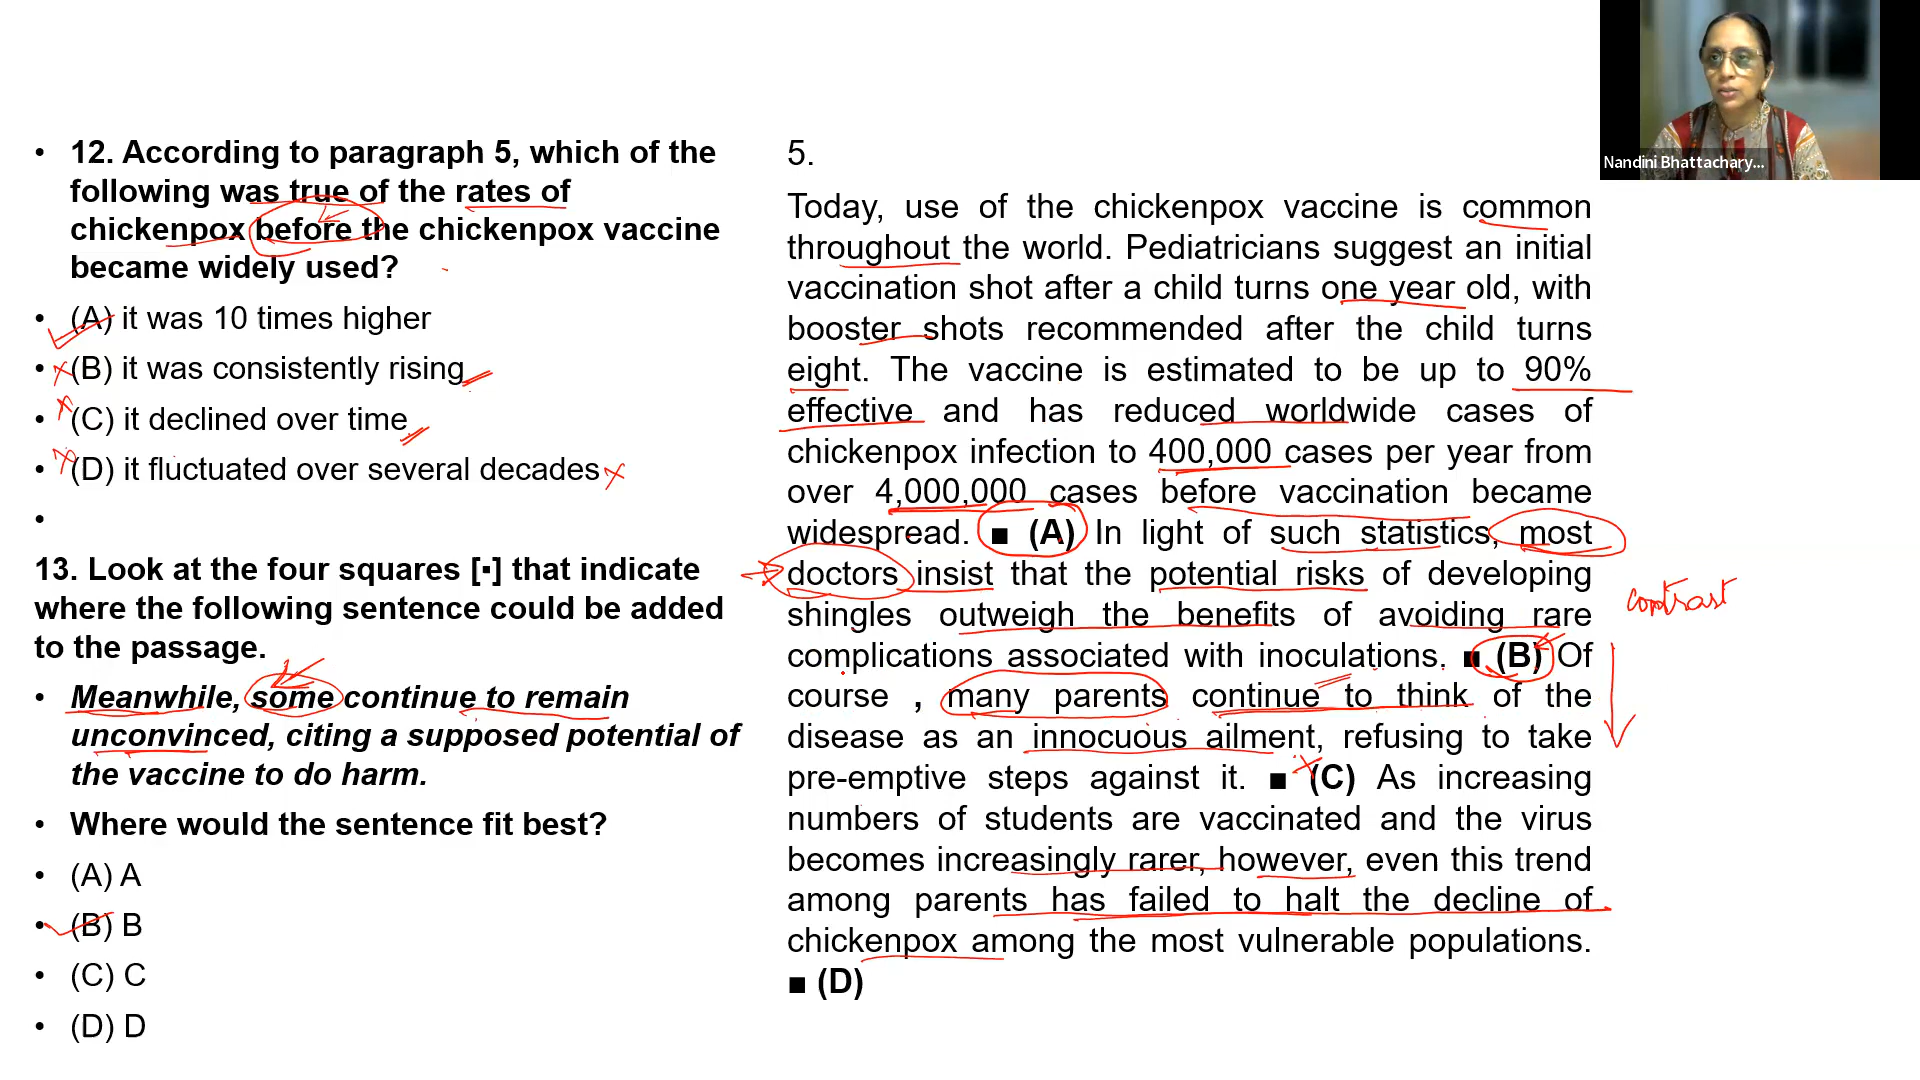 • 12. According to paragraph 5, which of the
following was true of the rates of
chickenpox before the chickenpox vaccine
became widely used?
• (A) it was 10 times higher
• (B) it was consistently rising
• (C) it declined over time
• (D) it fluctuated over several decades
•
13. Look at the four squares [▪] that indicate
where the following sentence could be added
to the passage.
• Meanwhile, some continue to remain
unconvinced, citing a supposed potential of
the vaccine to do harm.
• Where would the sentence fit best?
• (A) A
• (B) B
• (C) C
• (D) D
5.
Today, use of the chickenpox vaccine is common
throughout the world. Pediatricians suggest an initial
vaccination shot after a child turns one year old, with
booster shots recommended after the child turns
eight. The vaccine is estimated to be up to 90%
effective and has reduced worldwide cases of
chickenpox infection to 400,000 cases per year from
over 4,000,000 cases before vaccination became
widespread. ■ (A) In light of such statistics, most
doctors insist that the potential risks of developing
shingles outweigh the benefits of avoiding rare
complications associated with inoculations. ■ (B) Of
course , many parents continue to think of the
disease as an innocuous ailment, refusing to take
pre-emptive steps against it. ■ (C) As increasing
numbers of students are vaccinated and the virus
becomes increasingly rarer, however, even this trend
among parents has failed to halt the decline of
chickenpox among the most vulnerable populations.
■ (D)
contrast
Nandini Bhattachary...